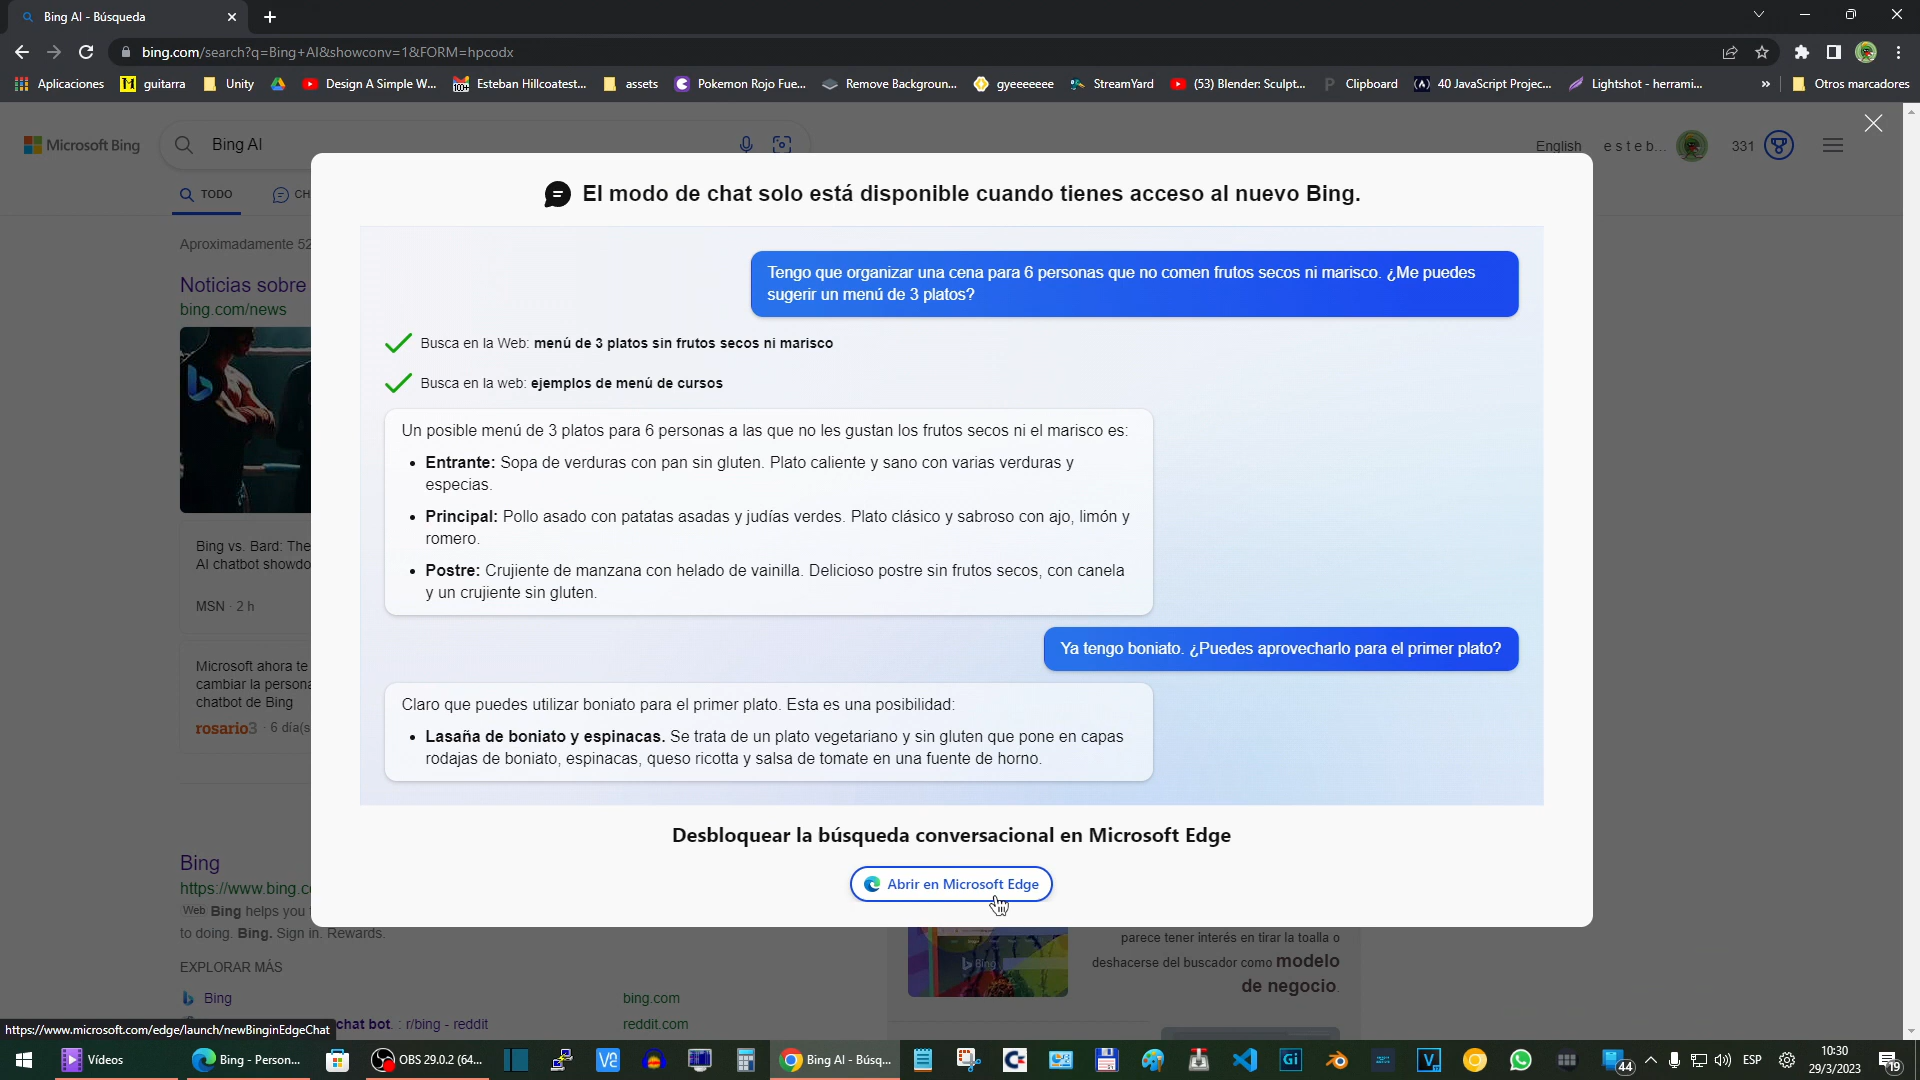 Bing AI - Búsqueda
bing.com/search?q=Bing+AI&showconv=1&FORM=hpcodx
Aplicaciones
guitarra
Unity
Design A Simple W...
Esteban Hillcoatest...
assets
Pokemon Rojo Fue...
Remove Backgroun...
gyeeeeeee
StreamYard
(53) Blender: Sculpt...
Clipboard
40 JavaScript Projec...
Lightshot - herrami...
»
Otros marcadores
Microsoft Bing
Bing AI
English
e s t e b...
331
TODO
CH
Aproximadamente 52
El modo de chat solo está disponible cuando tienes acceso al nuevo Bing.
Tengo que organizar una cena para 6 personas que no comen frutos secos ni marisco. ¿Me puedes
sugerir un menú de 3 platos?
Busca en la Web: menú de 3 platos sin frutos secos ni marisco
Busca en la web: ejemplos de menú de cursos
Un posible menú de 3 platos para 6 personas a las que no les gustan los frutos secos ni el marisco es:
• Entrante: Sopa de verduras con pan sin gluten. Plato caliente y sano con varias verduras y
especias.
• Principal: Pollo asado con patatas asadas y judías verdes. Plato clásico y sabroso con ajo, limón y
romero.
• Postre: Crujiente de manzana con helado de vainilla. Delicioso postre sin frutos secos, con canela
y un crujiente sin gluten.
Ya tengo boniato. ¿Puedes aprovecharlo para el primer plato?
Claro que puedes utilizar boniato para el primer plato. Esta es una posibilidad:
• Lasaña de boniato y espinacas. Se trata de un plato vegetariano y sin gluten que pone en capas
rodajas de boniato, espinacas, queso ricotta y salsa de tomate en una fuente de horno.
Desbloquear la búsqueda conversacional en Microsoft Edge
Abrir en Microsoft Edge
Noticias sobre
bing.com/news
Bing vs. Bard: The
AI chatbot showdo
MSN · 2 h
Microsoft ahora te
cambiar la persona
chatbot de Bing
rosario3 · 6 día(s
Bing
https://www.bing.c
Web Bing helps you
to doing. Bing. Sign in. Rewards.
EXPLORAR MÁS
Bing
bing.com
chat bot. : r/bing - reddit
reddit.com
Bing
parece tener interés en tirar la toalla o
deshacerse del buscador como modelo
de negocio.
https://www.microsoft.com/edge/launch/newBinginEdgeChat
Vídeos
Bing - Person...
OBS 29.0.2 (64...
Bing AI - Búsq...
Gi
44
ESP
10:30
29/3/2023
19